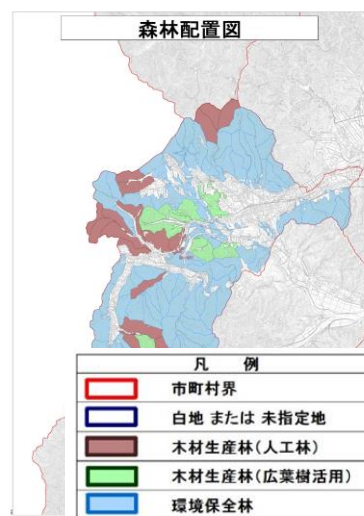 森林配置図
凡 例
市町村界
白地 または 未指定地
木材生産林(人工林)
木材生産林(広葉樹活用)
環境保全林